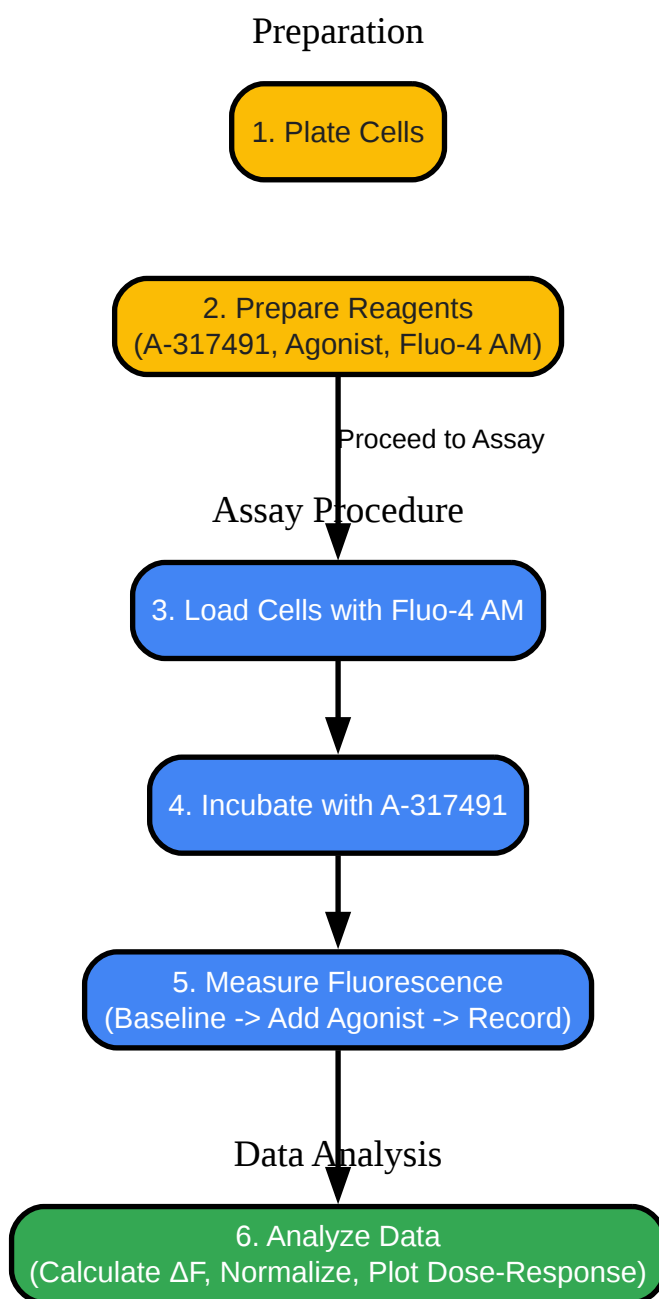 Preparation
1. Plate Cells
2. Prepare Reagents
(A-317491, Agonist, Fluo-4 AM)
Proceed to Assay
Assay Procedure
3. Load Cells with Fluo-4 AM
4. Incubate with A-317491
5. Measure Fluorescence
(Baseline -> Add Agonist -> Record)
Data Analysis
6. Analyze Data
(Calculate ΔF, Normalize, Plot Dose-Response)